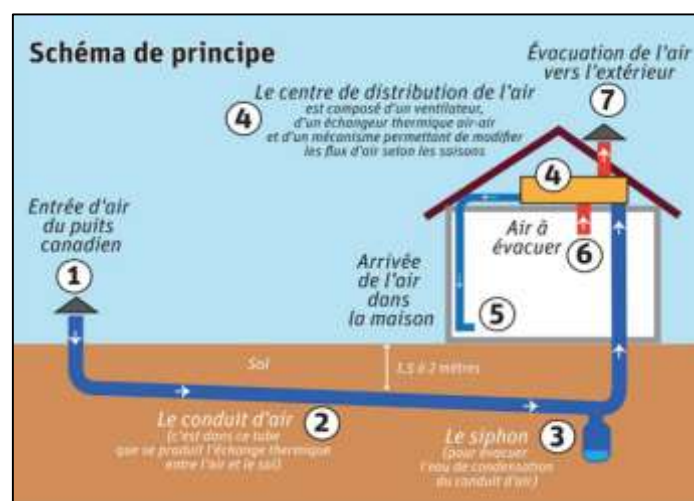 Schéma de principe
Évacuation de l'air
vers l'extérieur
7
Le centre de distribution de l'air
4
est composé d'un ventilateur,
d'un échangeur thermique air-air
et d'un mécanisme permettant de modifier
les flux d'air selon les saisons
4
Entrée d'air
du puits
canadien
1
Air à
évacuer
6
Arrivée
de l'air
dans
la maison
5
Sol
1,5 à 2 mètres
Le conduit d'air
2
(c'est dans ce tube
que se produit l'échange thermique
entre l'air et le sol)
Le siphon
3
(pour évacuer
l'eau de condensation
du conduit d'air)